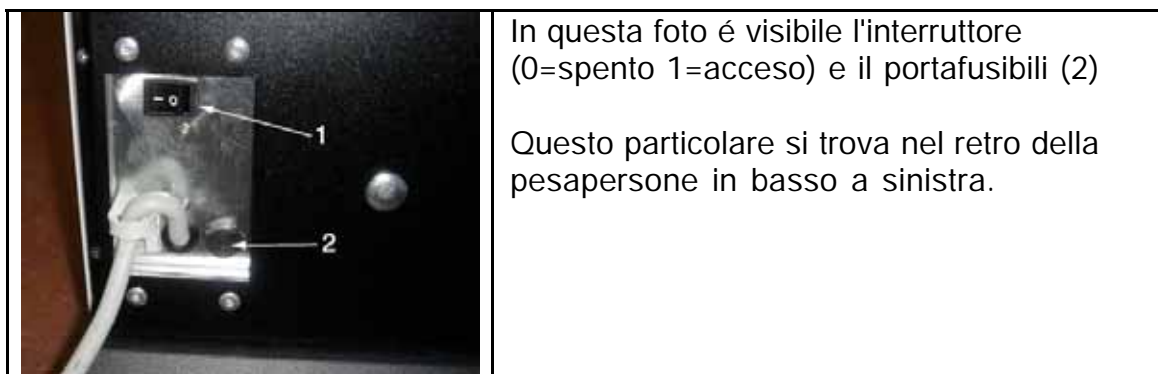 In questa foto é visibile l'interruttore
(0=spento 1=acceso) e il portafusibili (2)
Questo particolare si trova nel retro della
pesapersone in basso a sinistra.
– 0
1
2